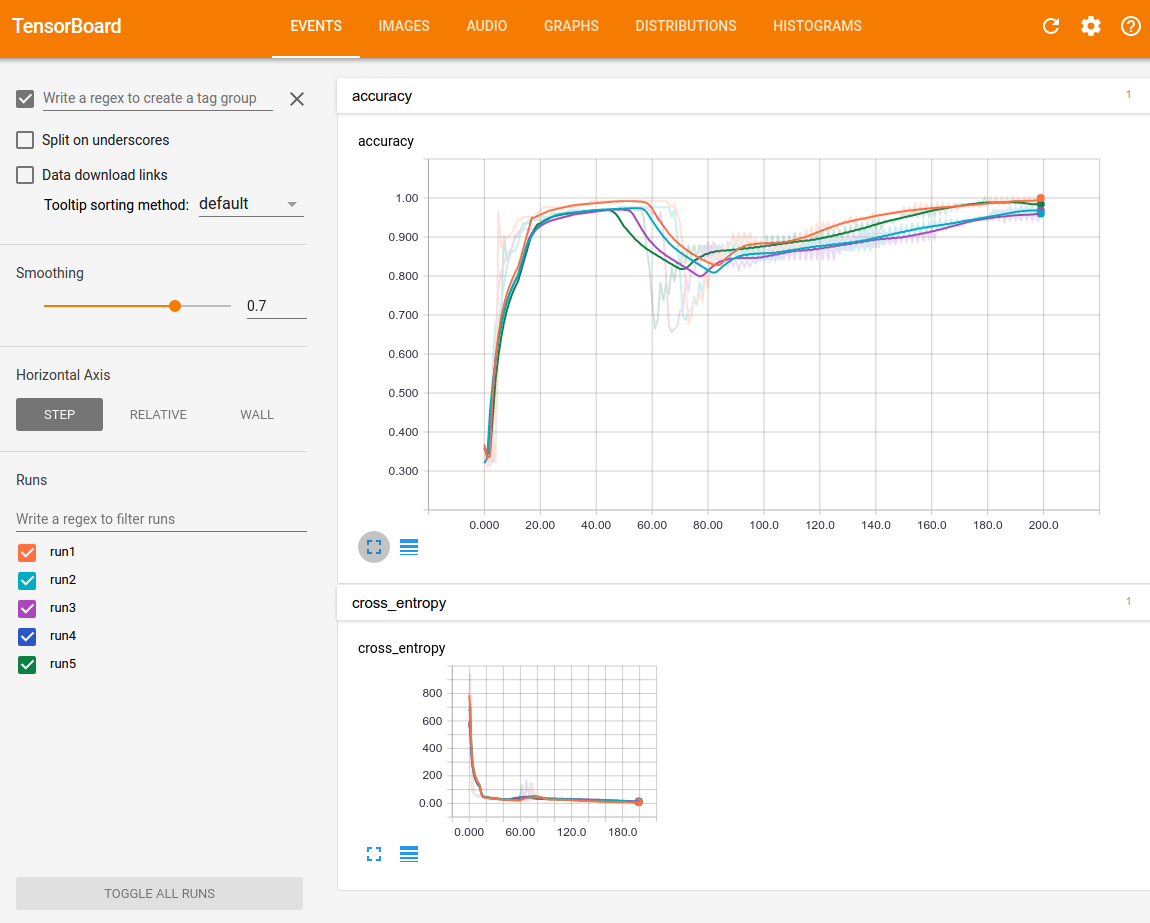 TensorBoard
EVENTS IMAGES AUDIO GRAPHS DISTRIBUTIONS HISTOGRAMS
Write a regex to create a tag group
Split on underscores
Data download links
Tooltip sorting method: default
Smoothing
0.7
Horizontal Axis
STEP RELATIVE WALL
Runs
Write a regex to filter runs
run1
run2
run3
run4
run5
TOGGLE ALL RUNS
accuracy 1
accuracy
1.00
0.900
0.800
0.700
0.600
0.500
0.400
0.300
0.000 20.00 40.00 60.00 80.00 100.0 120.0 140.0 160.0 180.0 200.0
cross_entropy 1
cross_entropy
800
600
400
200
0.00
0.000 60.00 120.0 180.0